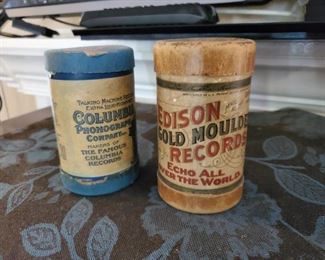 TALKING MACHINE
COLUMBIA
PHONOGRAPH
COMPANY
MAKERS OF
THE FAMOUS
COLUMBIA
RECORDS
EDISON
GOLD MOULDED
RECORDS
ECHO ALL
OVER THE WORLD